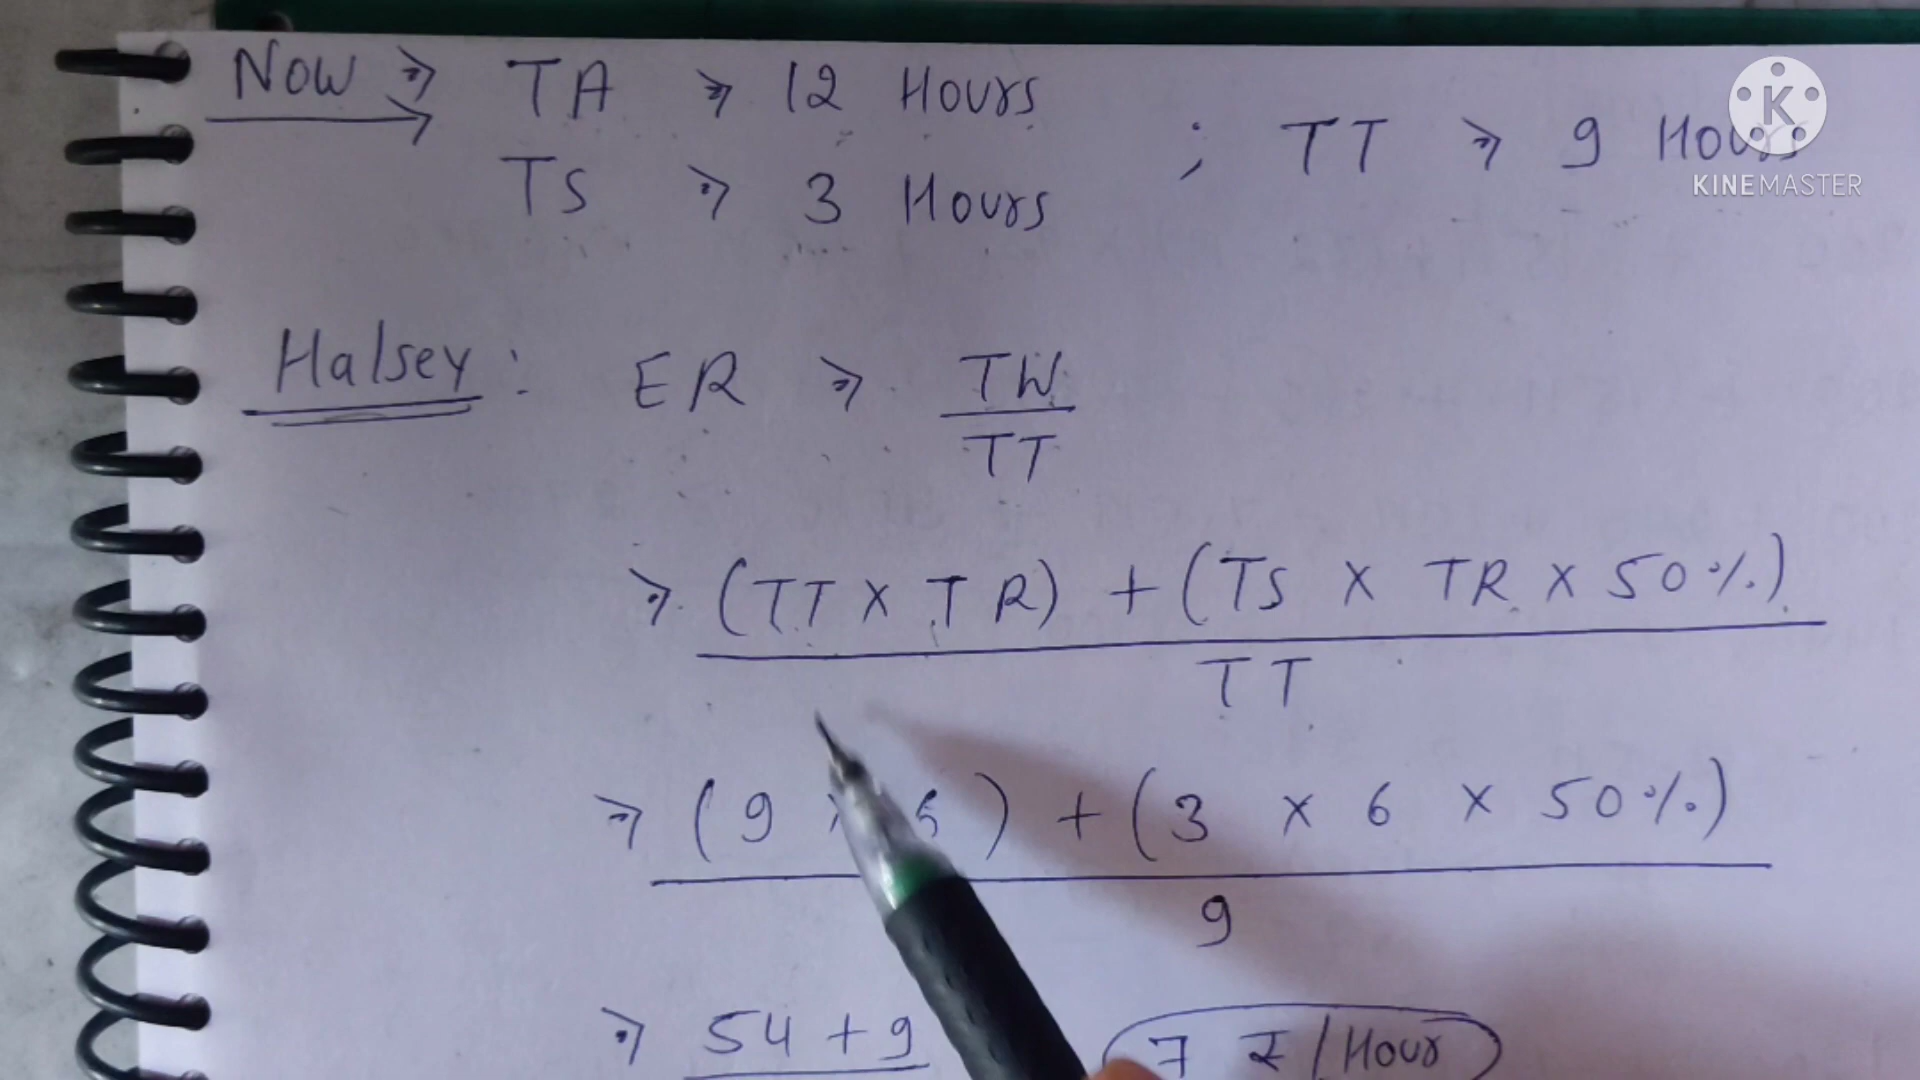 Now ⇒ TA ⇒ 12 Hours
TS ⇒ 3 Hours ; TT ⇒ 9 Hours
KINEMASTER
Halsey : ER ⇒ TW
TT
⇒ (TT X TR) + (TS X TR X 50%)
TT
⇒ (9 x 6) + (3 x 6 x 50%)
9
⇒ 54 + 9 7 ₹ / Hour